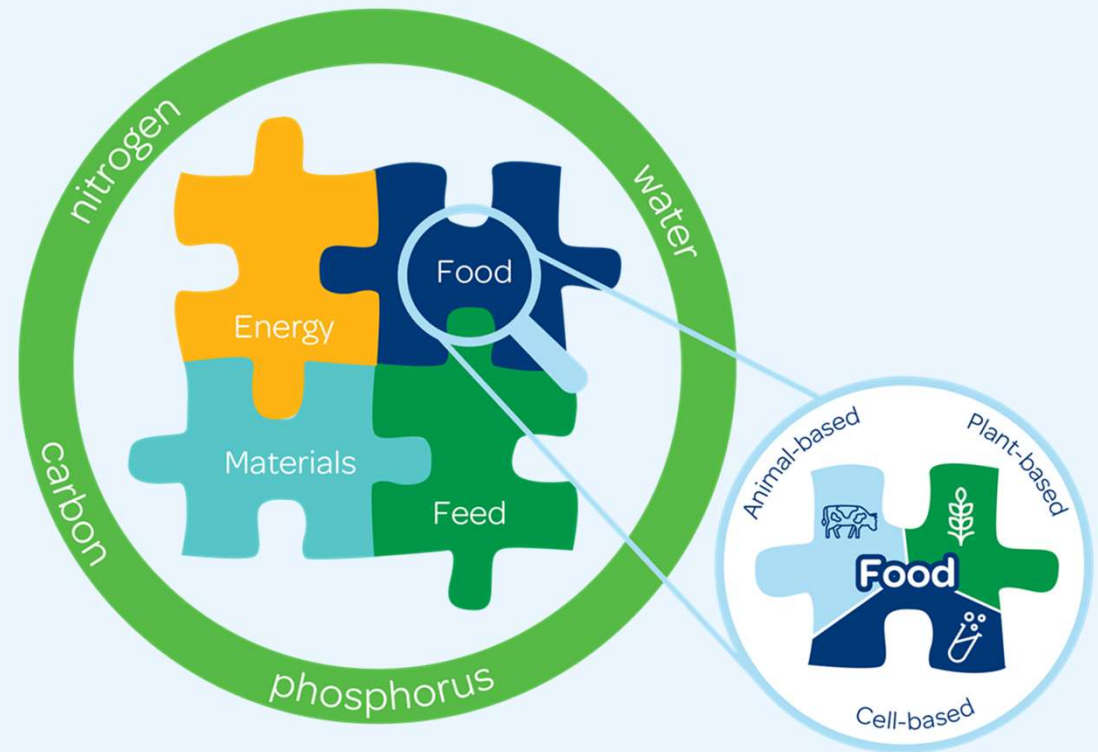 nitrogen
water
Food
Energy
Materials
Feed
carbon
phosphorus
Animal-based
Plant-based
Food
Cell-based